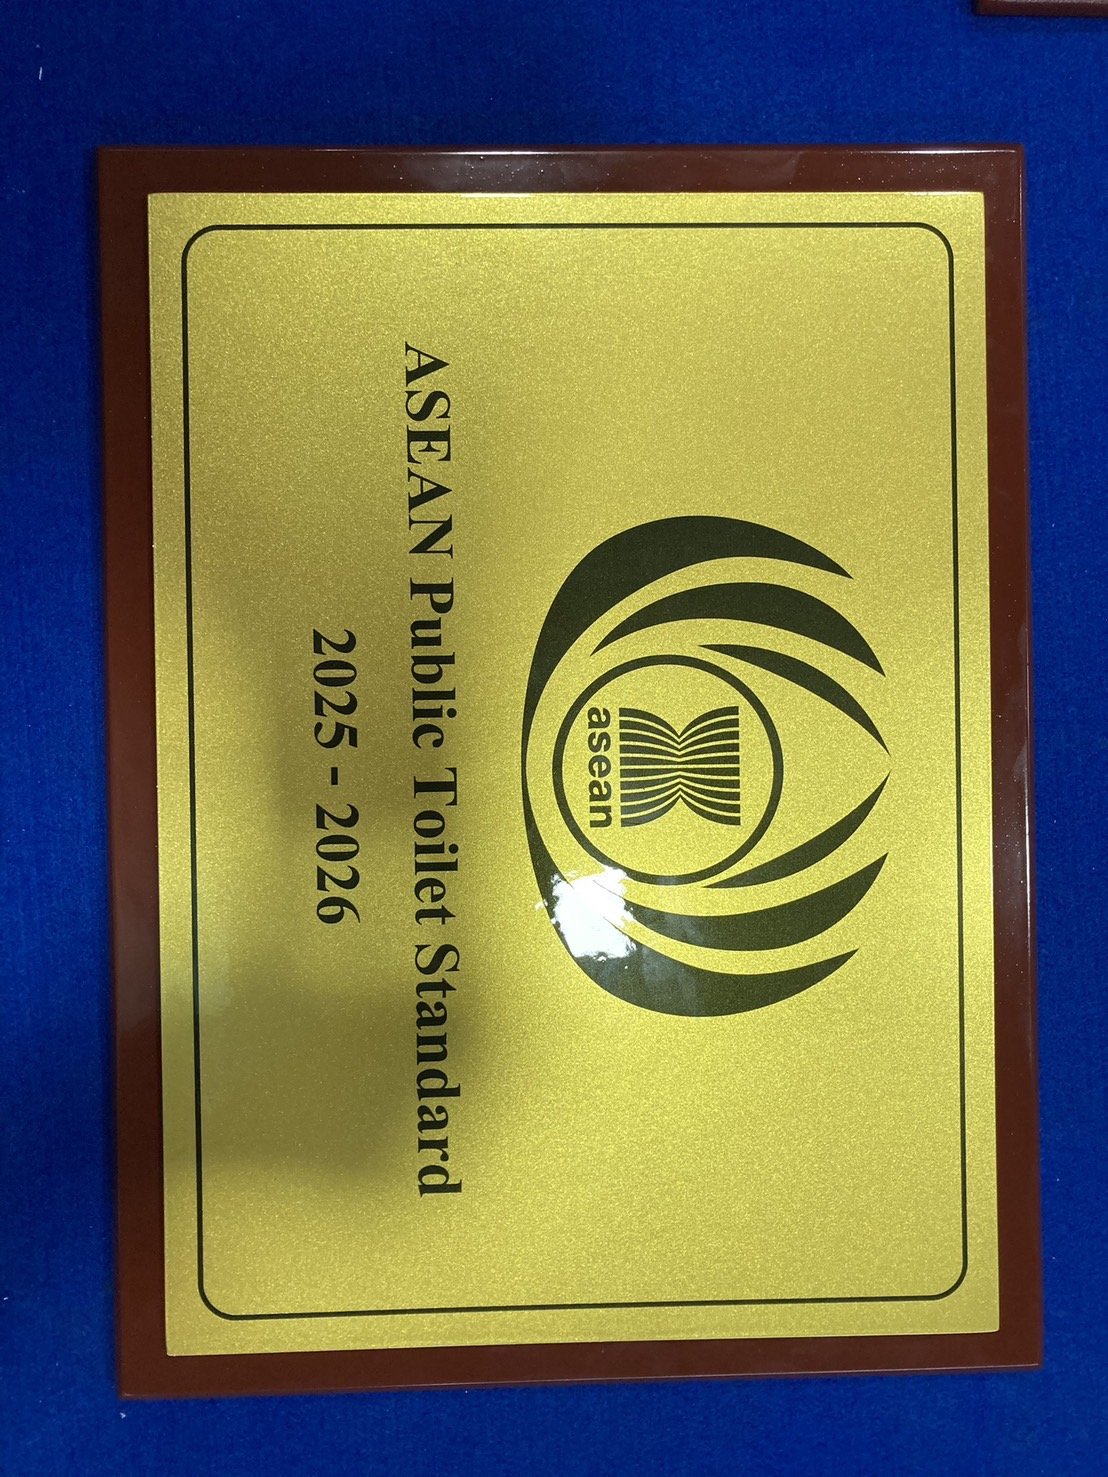 asean
ASEAN Public Toilet Standard
2025 - 2026